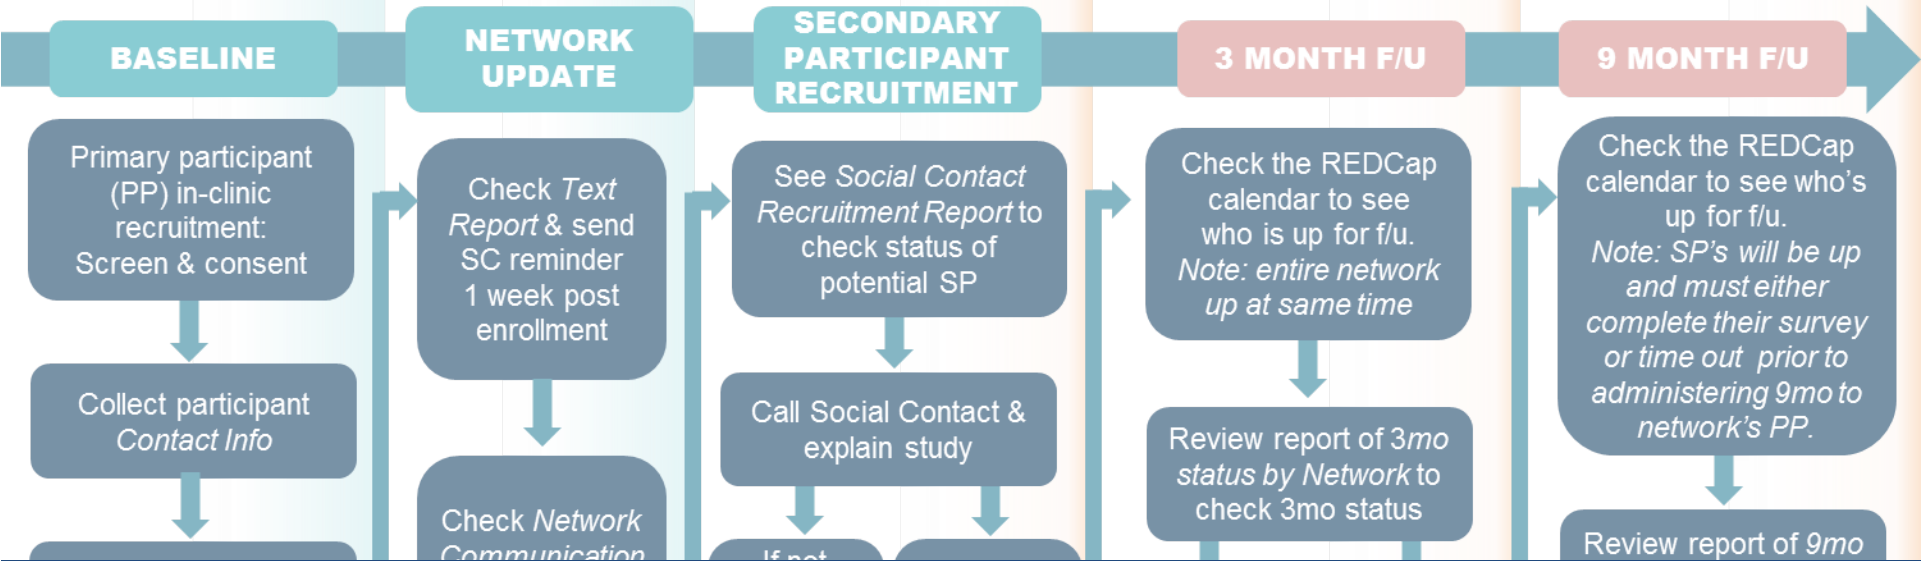 BASELINE
NETWORK
UPDATE
SECONDARY
PARTICIPANT
RECRUITMENT
3 MONTH F/U
9 MONTH F/U
Primary participant
(PP) in-clinic
recruitment:
Screen & consent
Collect participant
Contact Info
Check Text
Report & send
SC reminder
1 week post
enrollment
Check Network
Communication
See Social Contact
Recruitment Report to
check status of
potential SP
Call Social Contact &
explain study
If not
Check the REDCap
calendar to see
who is up for f/u.
Note: entire network
up at same time
Review report of 3mo
status by Network to
check 3mo status
Check the REDCap
calendar to see who's
up for f/u.
Note: SP's will be up
and must either
complete their survey
or time out prior to
administering 9mo to
network's PP.
Review report of 9mo